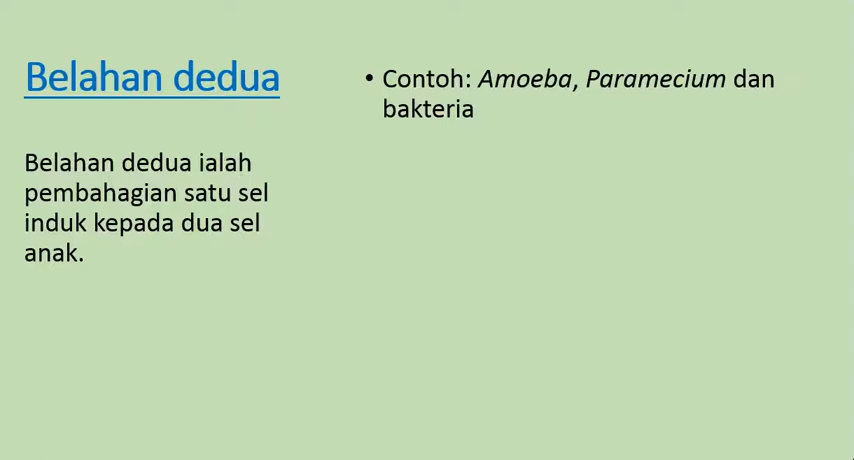 Belahan dedua
Belahan dedua ialah
pembahagian satu sel
induk kepada dua sel
anak.
• Contoh: Amoeba, Paramecium dan
bakteria